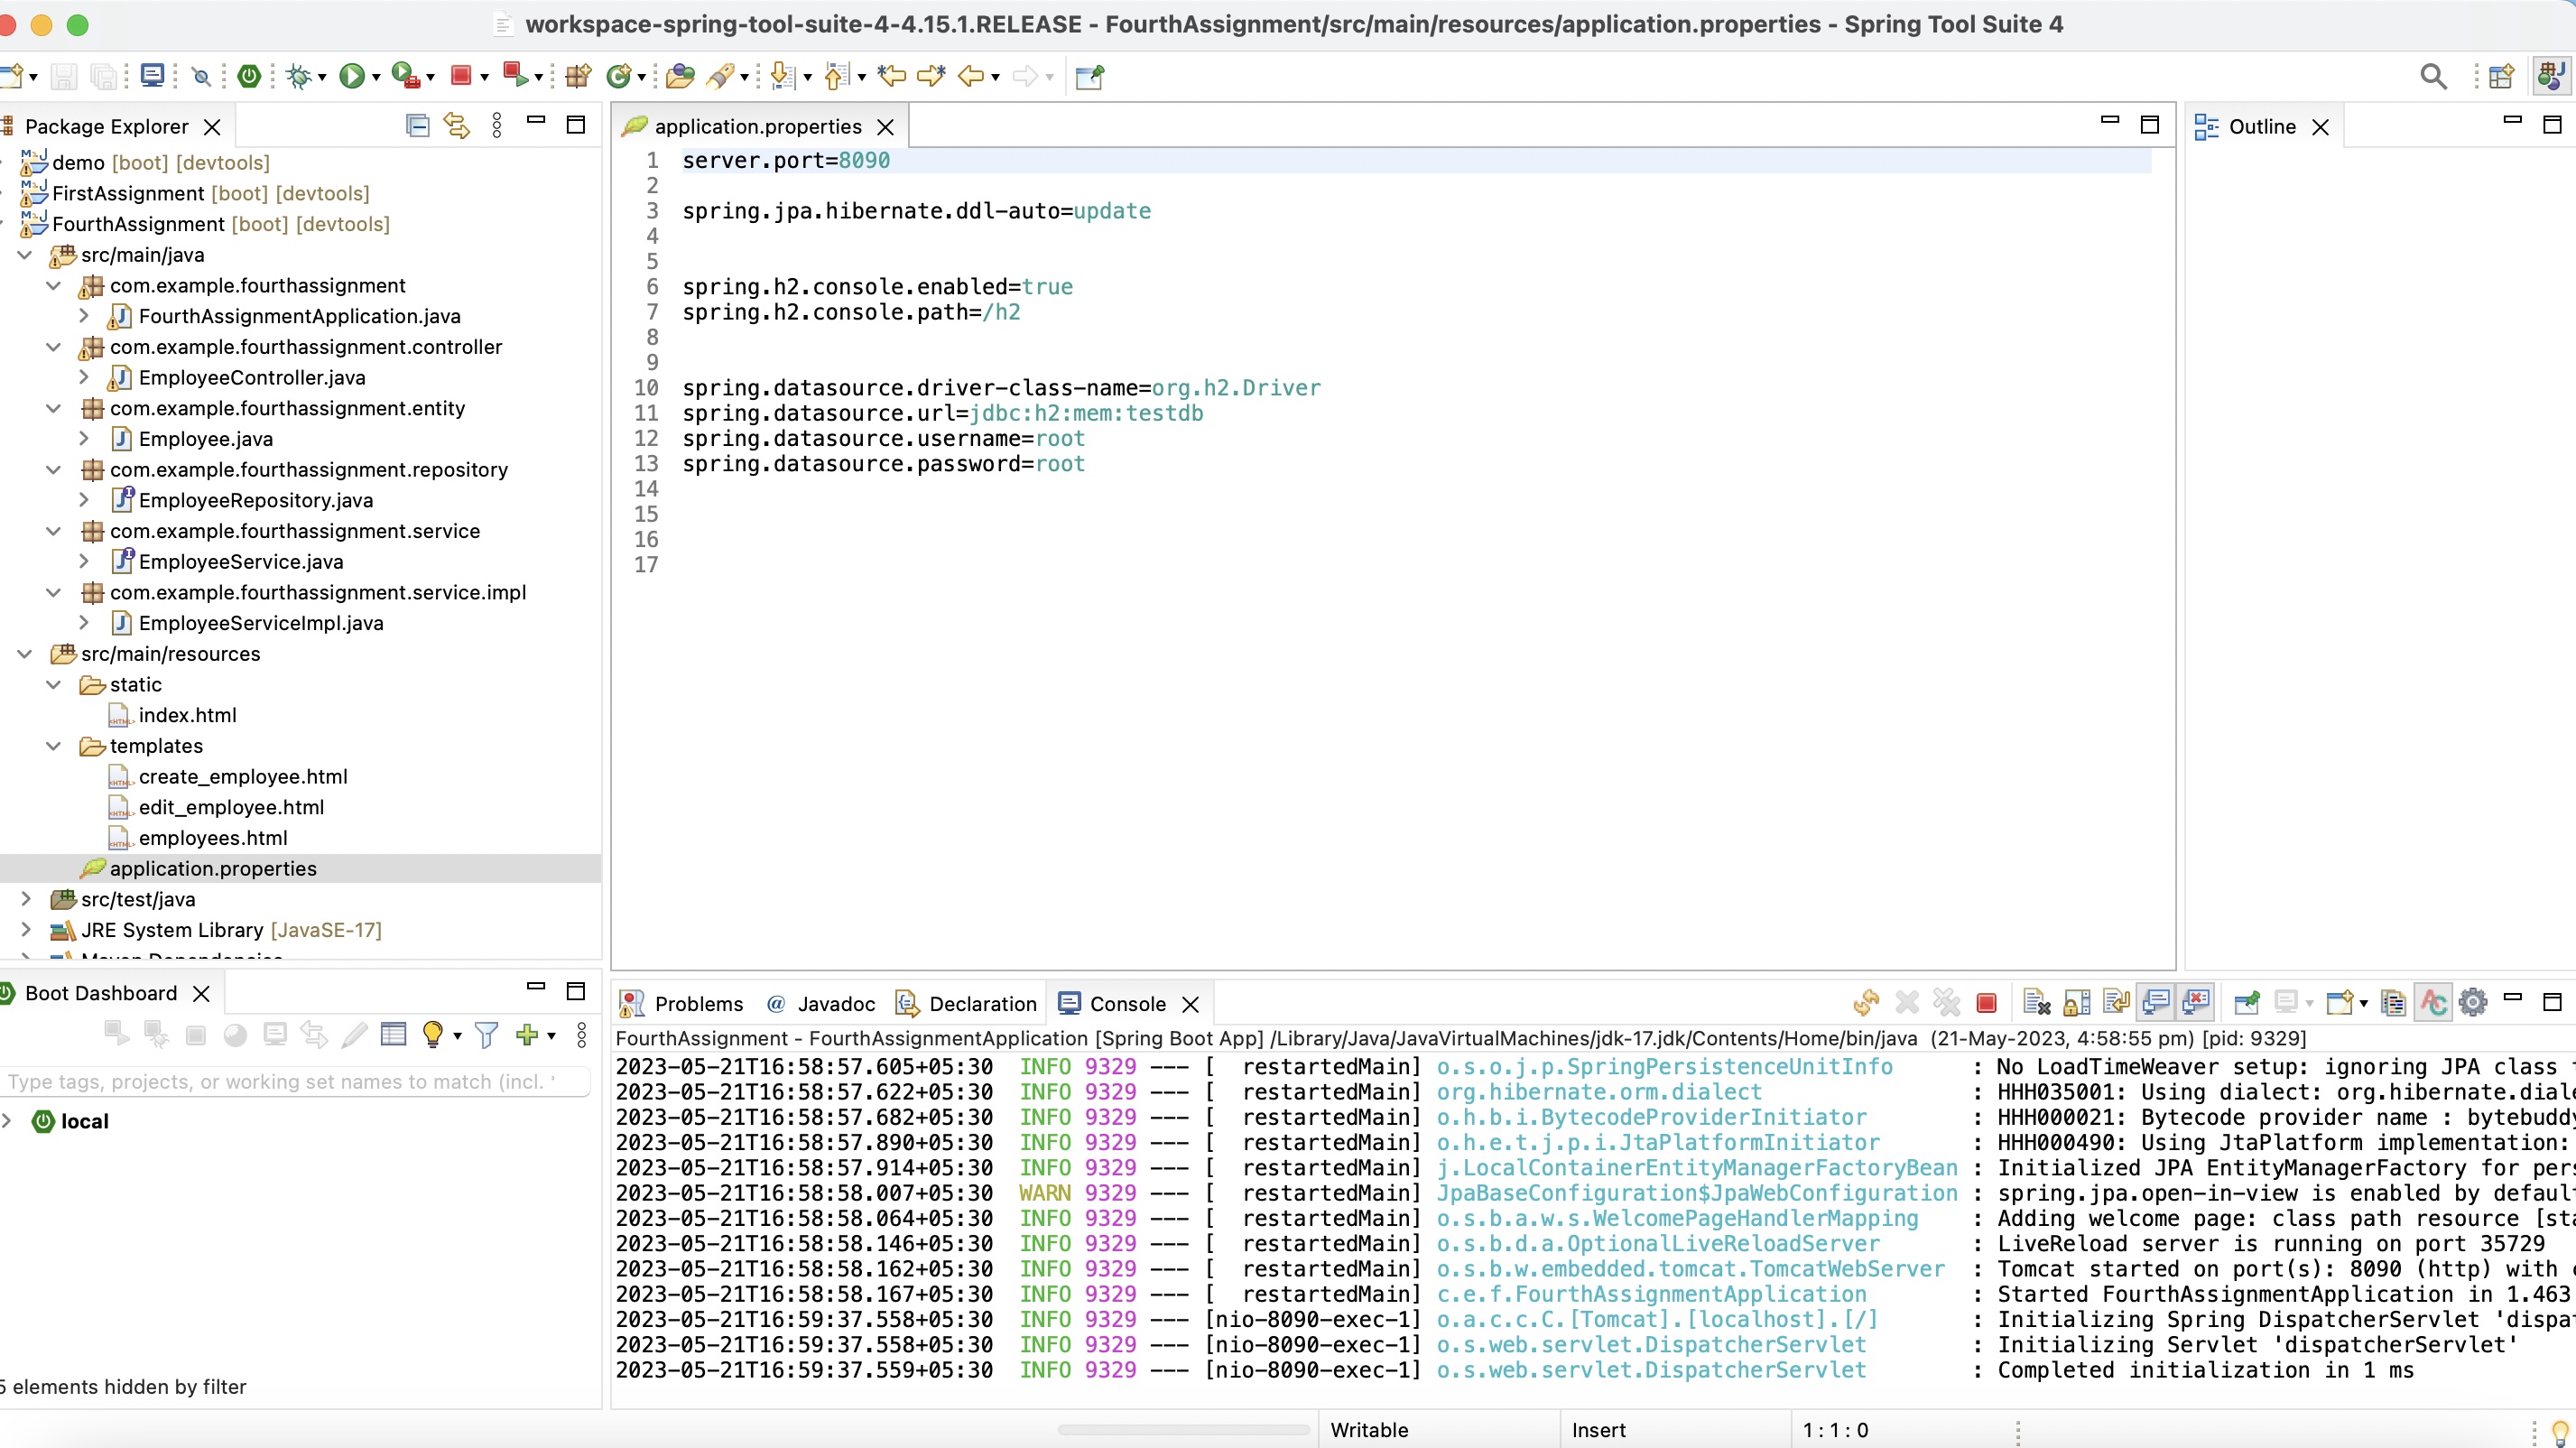 workspace-spring-tool-suite-4-4.15.1.RELEASE - FourthAssignment/src/main/resources/application.properties - Spring Tool Suite 4
Package Explorer
demo [boot] [devtools]
FirstAssignment [boot] [devtools]
FourthAssignment [boot] [devtools]
src/main/java
com.example.fourthassignment
FourthAssignmentApplication.java
com.example.fourthassignment.controller
EmployeeController.java
com.example.fourthassignment.entity
Employee.java
com.example.fourthassignment.repository
EmployeeRepository.java
com.example.fourthassignment.service
EmployeeService.java
com.example.fourthassignment.service.impl
EmployeeServiceImpl.java
src/main/resources
static
index.html
templates
create_employee.html
edit_employee.html
employees.html
application.properties
src/test/java
JRE System Library [JavaSE-17]
application.properties
1 server.port=8090
2
3 spring.jpa.hibernate.ddl-auto=update
4
5
6 spring.h2.console.enabled=true
7 spring.h2.console.path=/h2
8
9
10 spring.datasource.driver-class-name=org.h2.Driver
11 spring.datasource.url=jdbc:h2:mem:testdb
12 spring.datasource.username=root
13 spring.datasource.password=root
14
15
16
17
Outline
Boot Dashboard
Type tags, projects, or working set names to match (incl. '
local
5 elements hidden by filter
Problems @ Javadoc Declaration Console
FourthAssignment - FourthAssignmentApplication [Spring Boot App] /Library/Java/JavaVirtualMachines/jdk-17.jdk/Contents/Home/bin/java (21-May-2023, 4:58:55 pm) [pid: 9329]
2023-05-21T16:58:57.605+05:30 INFO 9329 --- [ restartedMain] o.s.o.j.p.SpringPersistenceUnitInfo : No LoadTimeWeaver setup: ignoring JPA class
2023-05-21T16:58:57.622+05:30 INFO 9329 --- [ restartedMain] org.hibernate.orm.dialect : HHH035001: Using dialect: org.hibernate.diale
2023-05-21T16:58:57.682+05:30 INFO 9329 --- [ restartedMain] o.h.b.i.BytecodeProviderInitiator : HHH000021: Bytecode provider name : bytebuddy
2023-05-21T16:58:57.890+05:30 INFO 9329 --- [ restartedMain] o.h.e.t.j.p.i.JtaPlatformInitiator : HHH000490: Using JtaPlatform implementation:
2023-05-21T16:58:57.914+05:30 INFO 9329 --- [ restartedMain] j.LocalContainerEntityManagerFactoryBean : Initialized JPA EntityManagerFactory for pers
2023-05-21T16:58:58.007+05:30 WARN 9329 --- [ restartedMain] JpaBaseConfiguration$JpaWebConfiguration : spring.jpa.open-in-view is enabled by default
2023-05-21T16:58:58.064+05:30 INFO 9329 --- [ restartedMain] o.s.b.a.w.s.WelcomePageHandlerMapping : Adding welcome page: class path resource [sta
2023-05-21T16:58:58.146+05:30 INFO 9329 --- [ restartedMain] o.s.b.d.a.OptionalLiveReloadServer : LiveReload server is running on port 35729
2023-05-21T16:58:58.162+05:30 INFO 9329 --- [ restartedMain] o.s.b.w.embedded.tomcat.TomcatWebServer : Tomcat started on port(s): 8090 (http) with
2023-05-21T16:58:58.167+05:30 INFO 9329 --- [ restartedMain] c.e.f.FourthAssignmentApplication : Started FourthAssignmentApplication in 1.463
2023-05-21T16:59:37.558+05:30 INFO 9329 --- [nio-8090-exec-1] o.a.c.c.C.[Tomcat].[localhost].[/] : Initializing Spring DispatcherServlet 'dispa
2023-05-21T16:59:37.558+05:30 INFO 9329 --- [nio-8090-exec-1] o.s.web.servlet.DispatcherServlet : Initializing Servlet 'dispatcherServlet'
2023-05-21T16:59:37.559+05:30 INFO 9329 --- [nio-8090-exec-1] o.s.web.servlet.DispatcherServlet : Completed initialization in 1 ms
Writable Insert 1 : 1 : 0